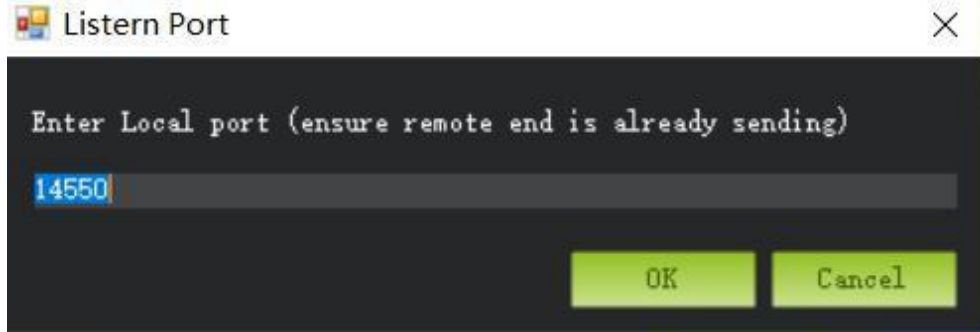 Listern Port
Enter Local port (ensure remote end is already sending)
14550
OK
Cancel